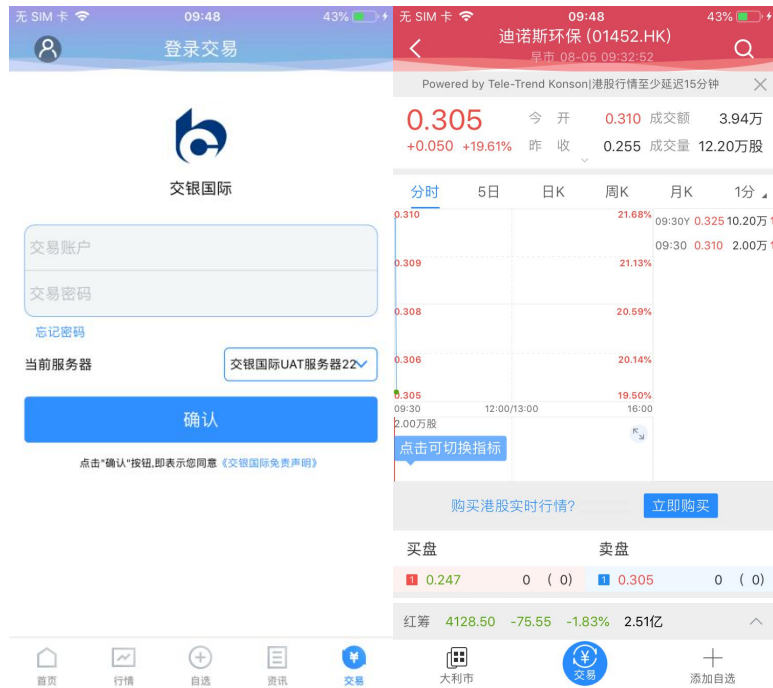 无 SIM 卡 09:48 43%
登录交易
交银国际
交易账户
交易密码
忘记密码
当前服务器 交银国际UAT服务器22
确认
点击"确认"按钮,即表示您同意《交银国际免责声明》
首页 行情 自选 资讯 交易
无 SIM 卡 09:48 43%
迪诺斯环保 (01452.HK)
早市 08-05 09:32:52
Powered by Tele-Trend Konson|港股行情至少延迟15分钟
0.305 今 开 0.310 成交额 3.94万
+0.050 +19.61% 昨 收 0.255 成交量 12.20万股
分时 5日 日K 周K 月K 1分
0.310 21.68% 09:30Y 0.325 10.20万
09:30 0.310 2.00万
0.309 21.13%
0.308 20.59%
0.306 20.14%
0.305 19.50%
09:30 12:00/13:00 16:00
2.00万股
点击可切换指标
购买港股实时行情? 立即购买
买盘 卖盘
1 0.247 0 ( 0) 1 0.305 0 ( 0)
红筹 4128.50 -75.55 -1.83% 2.51亿
大利市 交易 添加自选